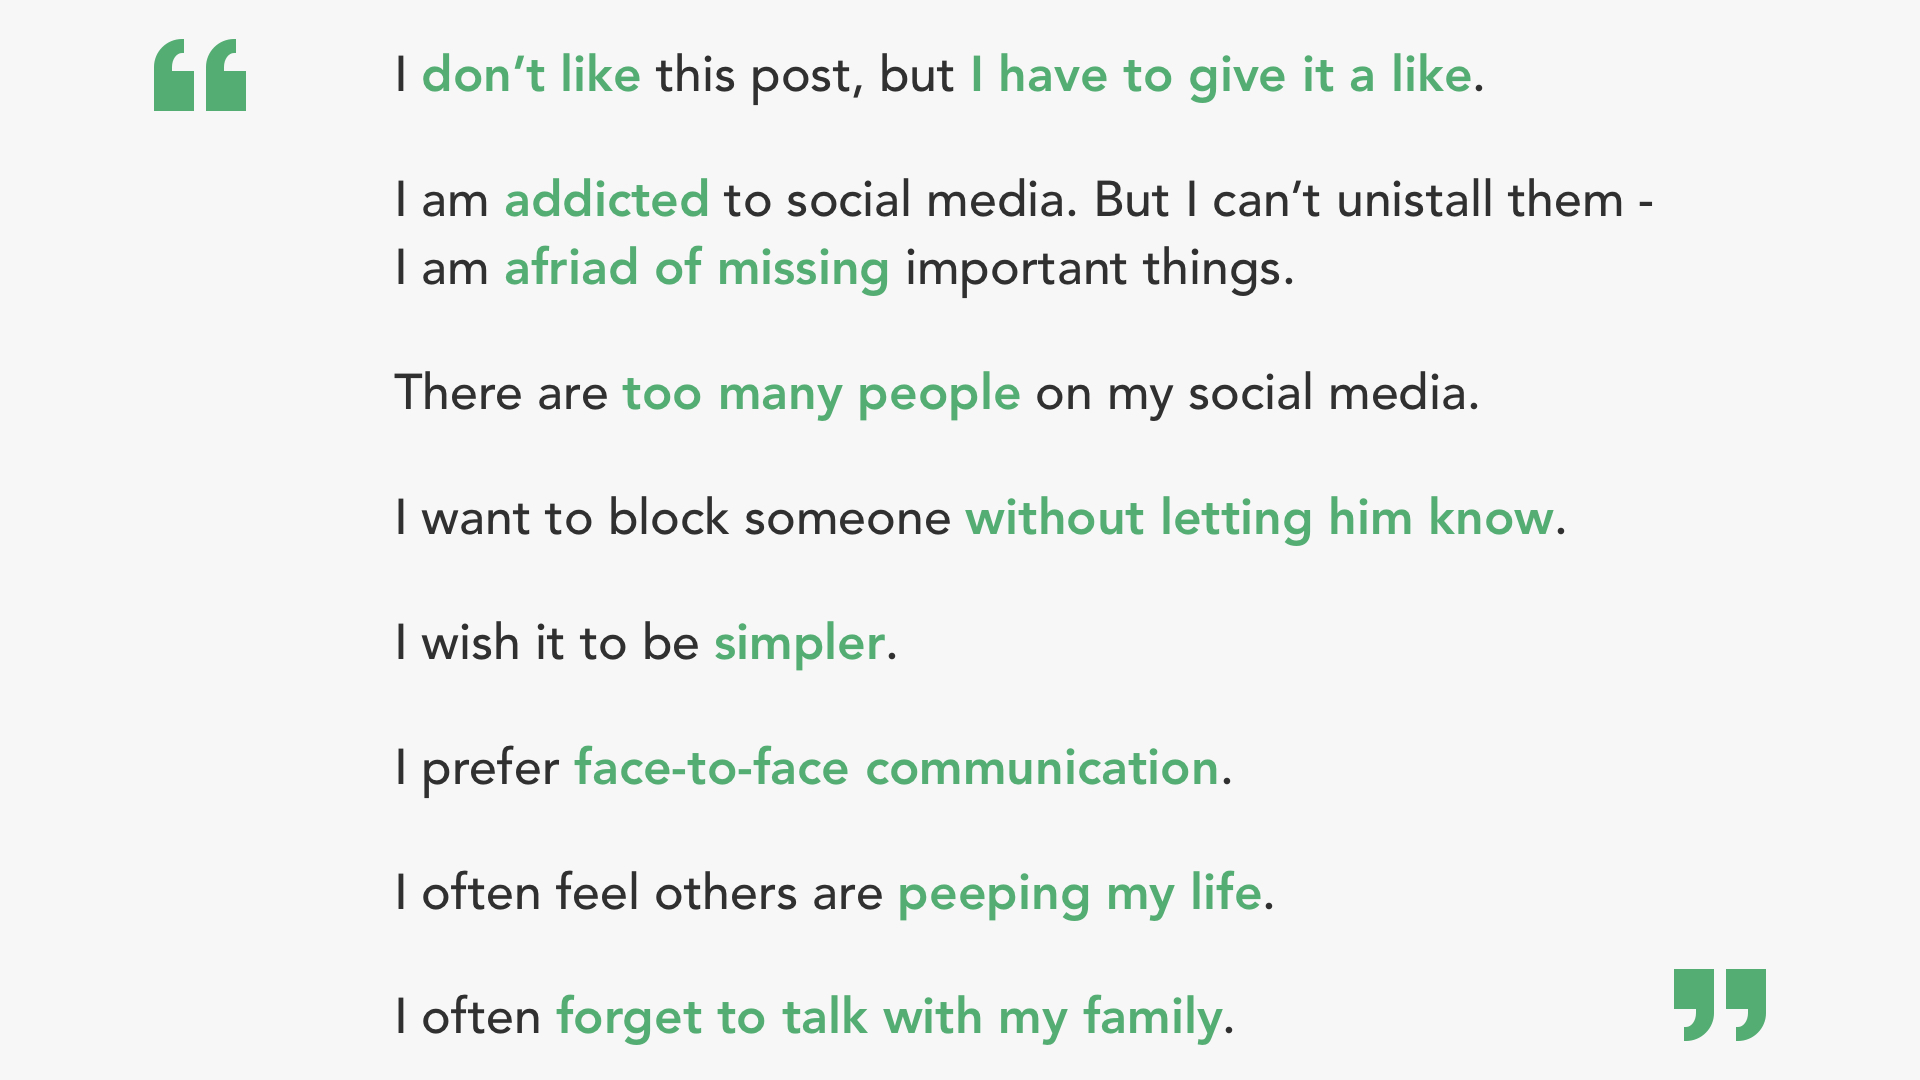 “
I don’t like this post, but I have to give it a like.
I am addicted to social media. But I can’t unistall them -
I am afriad of missing important things.
There are too many people on my social media.
I want to block someone without letting him know.
I wish it to be simpler.
I prefer face-to-face communication.
I often feel others are peeping my life.
I often forget to talk with my family.
”